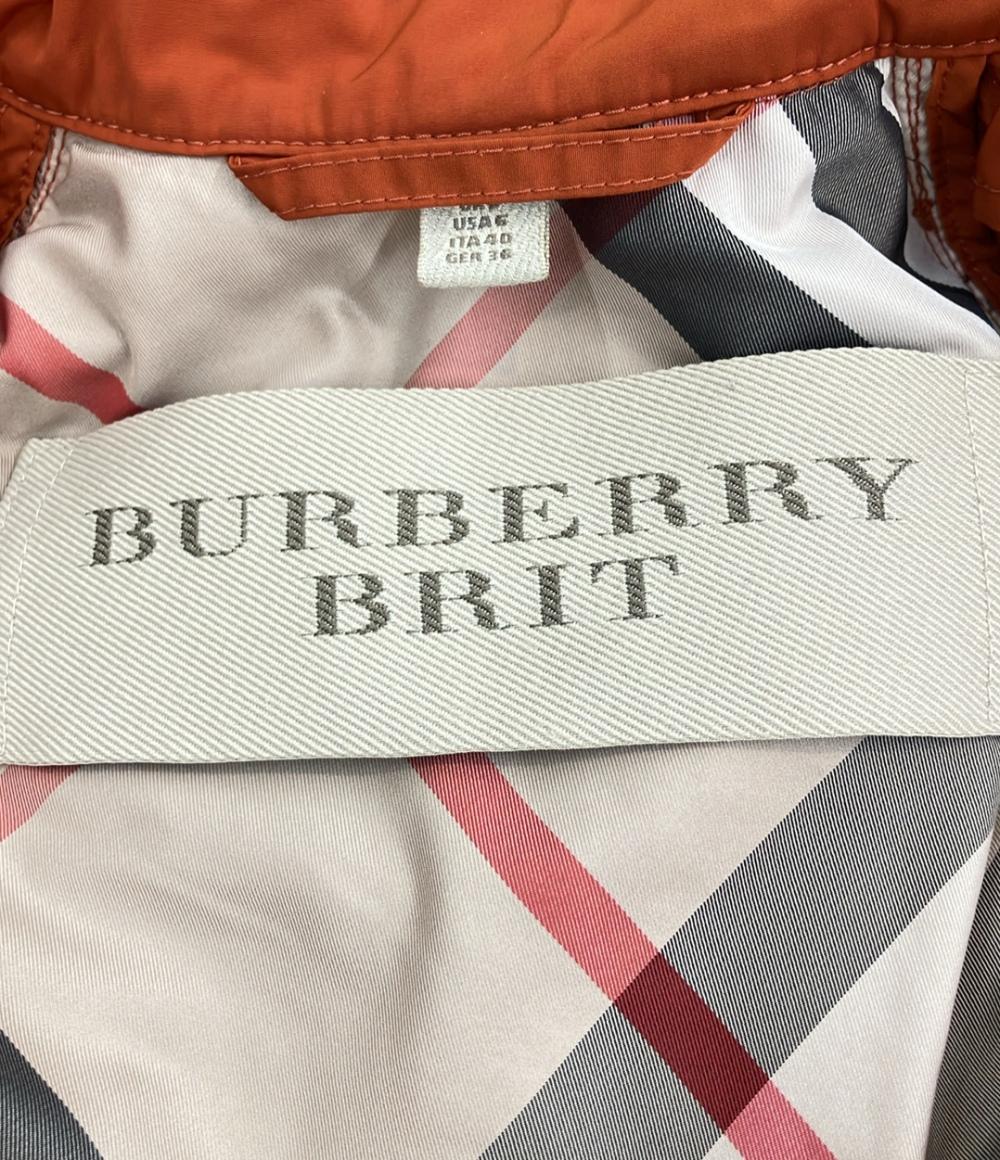 USA 6
ITA 40
GER 36
BURBERRY
BRIT